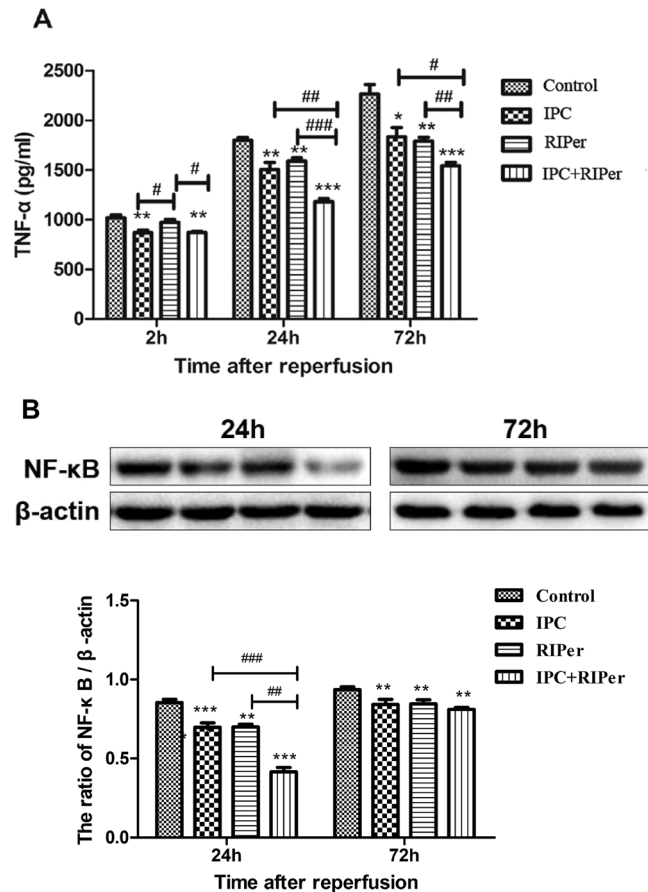 A
TNF-α (pg/ml)
2500
2000
1500
1000
500
0
** # # **
** ** ## ### ***
* ** # ## ***
2h 24h 72h
Time after reperfusion
Control
IPC
RIPer
IPC+RIPer
B
24h 72h
NF-κB
β-actin
The ratio of NF-κ B / β -actin
1.5
1.0
0.5
0.0
*
*** ** ### ## ***
** ** **
24h 72h
Time after reperfusion
Control
IPC
RIPer
IPC+RIPer